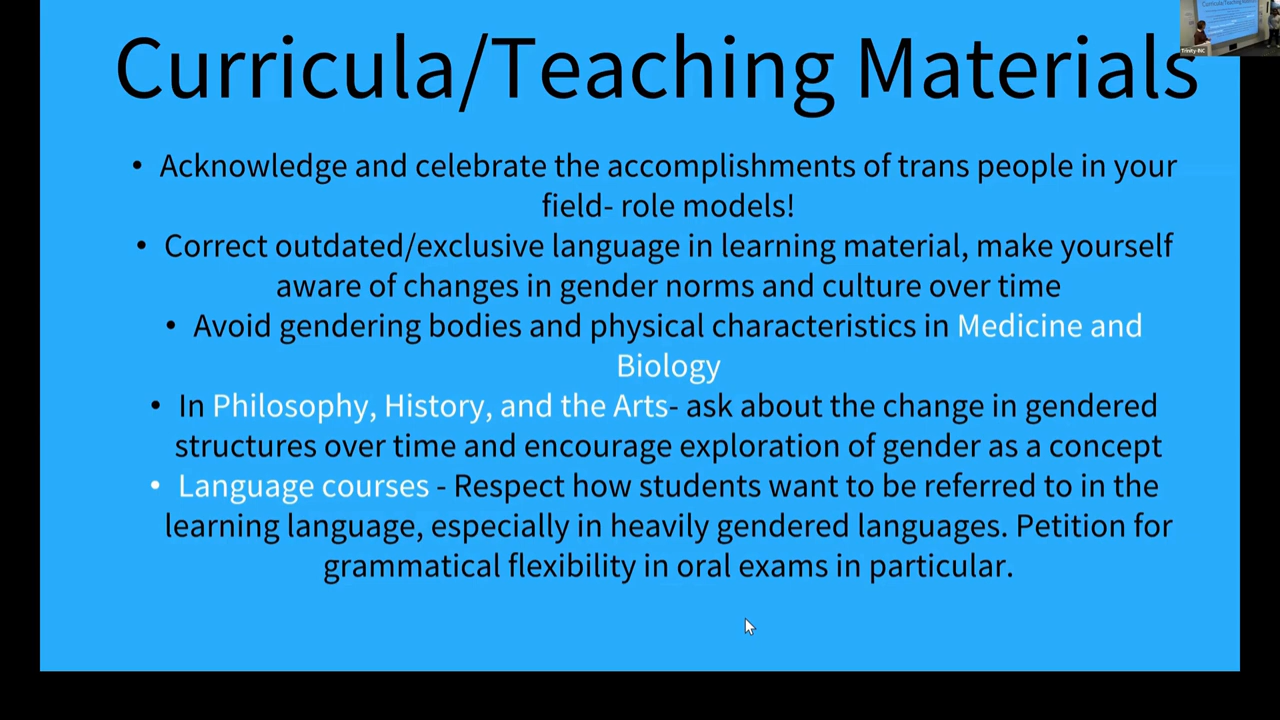 Curricula/Teaching Materials
• Acknowledge and celebrate the accomplishments of trans people in your
field- role models!
• Correct outdated/exclusive language in learning material, make yourself
aware of changes in gender norms and culture over time
• Avoid gendering bodies and physical characteristics in Medicine and
Biology
• In Philosophy, History, and the Arts- ask about the change in gendered
structures over time and encourage exploration of gender as a concept
• Language courses - Respect how students want to be referred to in the
learning language, especially in heavily gendered languages. Petition for
grammatical flexibility in oral exams in particular.